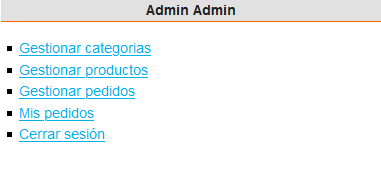 Admin Admin
Gestionar categorias
Gestionar productos
Gestionar pedidos
Mis pedidos
Cerrar sesión